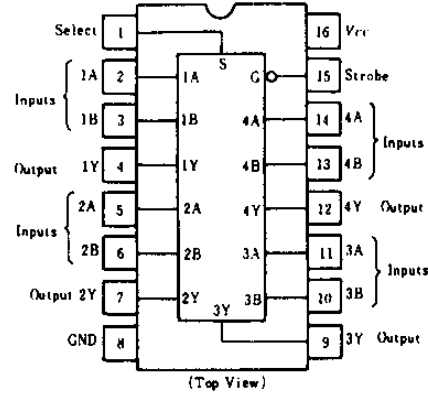 Select 1 16 Vcc
S
1A 2 1A G 15 Strobe
Inputs
1B 3 1B 4A 14 4A
Inputs
Output 1Y 4 1Y 4B 13 4B
2A 5 2A 4Y 12 4Y Output
Inputs
2B 6 2B 3A 11 3A
Inputs
Output 2Y 7 2Y 3B 10 3B
3Y
GND 8 9 3Y Output
(Top View)